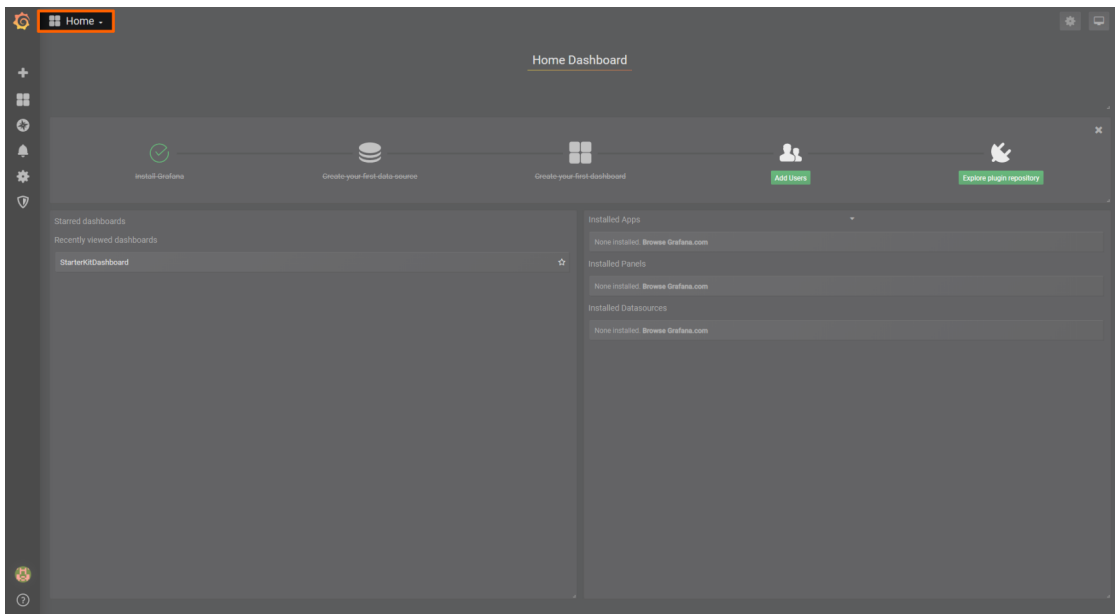 Home
Home Dashboard
Install Grafana
Create your first data source
Create your first dashboard
Add Users
Explore plugin repository
Starred dashboards
Recently viewed dashboards
StarterKitDashboard
Installed Apps
None installed. Browse Grafana.com
Installed Panels
None installed. Browse Grafana.com
Installed Datasources
None installed. Browse Grafana.com